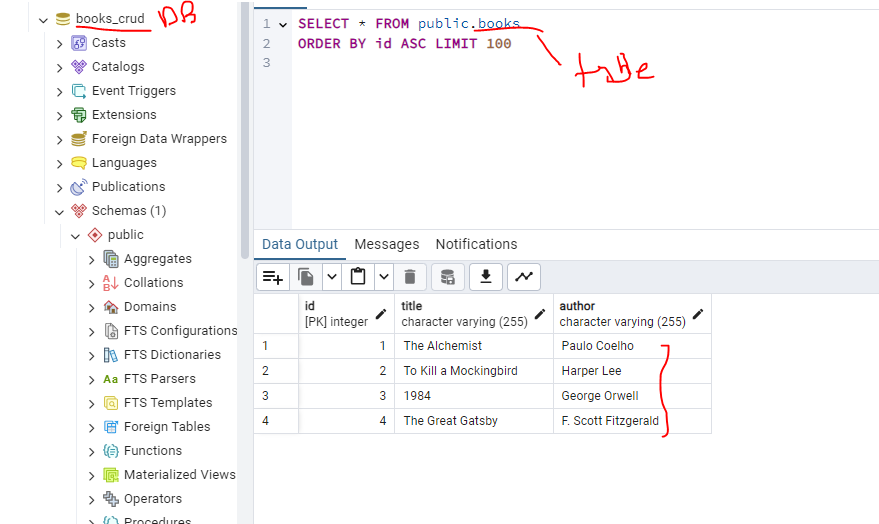 books_crud DB
Casts
Catalogs
Event Triggers
Extensions
Foreign Data Wrappers
Languages
Publications
Schemas (1)
public
Aggregates
Collations
Domains
FTS Configurations
FTS Dictionaries
FTS Parsers
FTS Templates
Foreign Tables
Functions
Materialized Views
Operators
Procedures
1 SELECT * FROM public.books
2 ORDER BY id ASC LIMIT 100
3
table
Data Output Messages Notifications
id title author
[PK] integer character varying (255) character varying (255)
1 1 The Alchemist Paulo Coelho
2 2 To Kill a Mockingbird Harper Lee
3 3 1984 George Orwell
4 4 The Great Gatsby F. Scott Fitzgerald